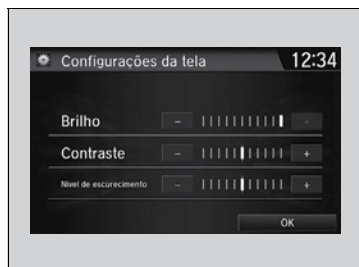 Configurações da tela
12:34
Brilho - +
Contraste - +
Nível de escurecimento - +
OK